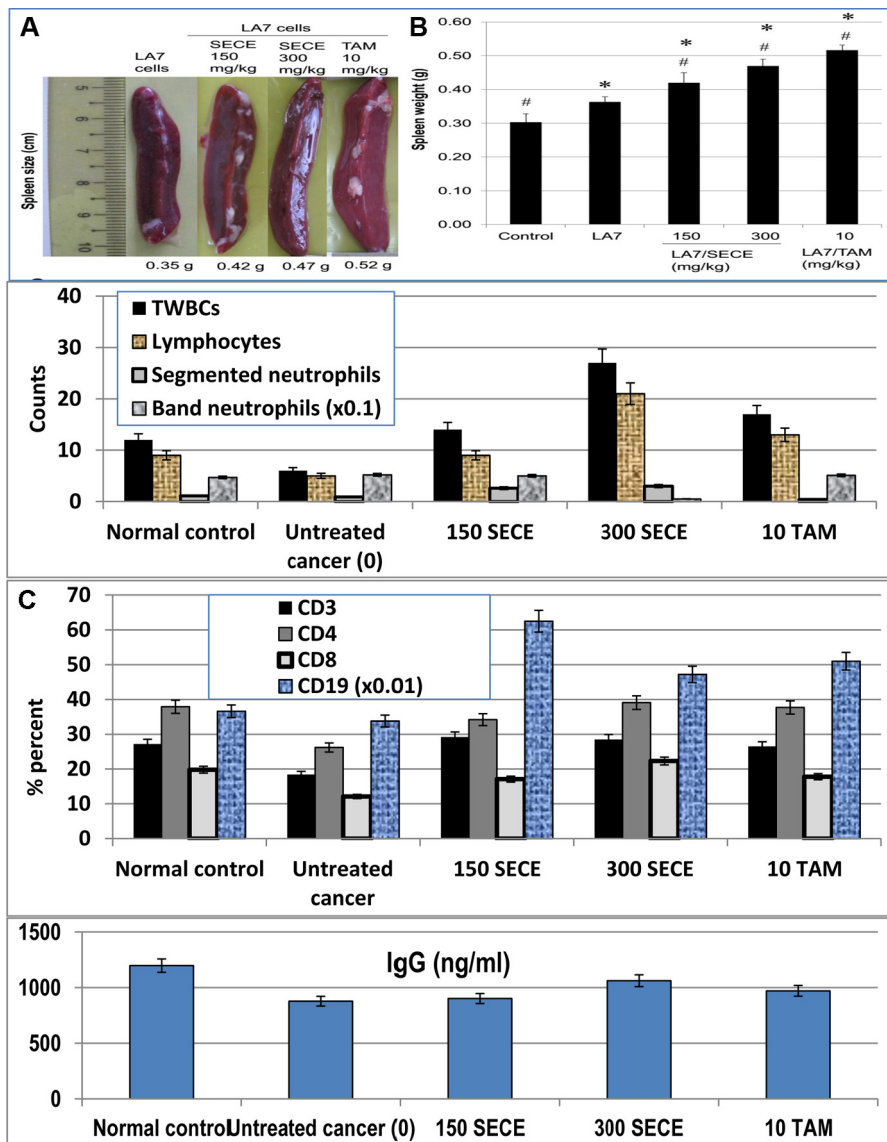 A
LA7 cells
LA7
cells
SECE
150
mg/kg
SECE
300
mg/kg
TAM
10
mg/kg
Spleen size (cm)
5
6
7
8
9
10
0.35 g
0.42 g
0.47 g
0.52 g
B
Spleen weight (g)
0.60
0.50
0.40
0.30
0.20
0.10
0.00
#
*
*
#
*
#
*
#
Control
LA7
150
300
10
LA7/SECE
(mg/kg)
LA7/TAM
(mg/kg)
Counts
40
30
20
10
0
TWBCs
Lymphocytes
Segmented neutrophils
Band neutrophils (x0.1)
Normal control
Untreated
cancer (0)
150 SECE
300 SECE
10 TAM
C
% percent
70
60
50
40
30
20
10
0
CD3
CD4
CD8
CD19 (x0.01)
Normal control
Untreated
cancer
150 SECE
300 SECE
10 TAM
IgG (ng/ml)
1500
1000
500
0
Normal control
Untreated cancer (0)
150 SECE
300 SECE
10 TAM